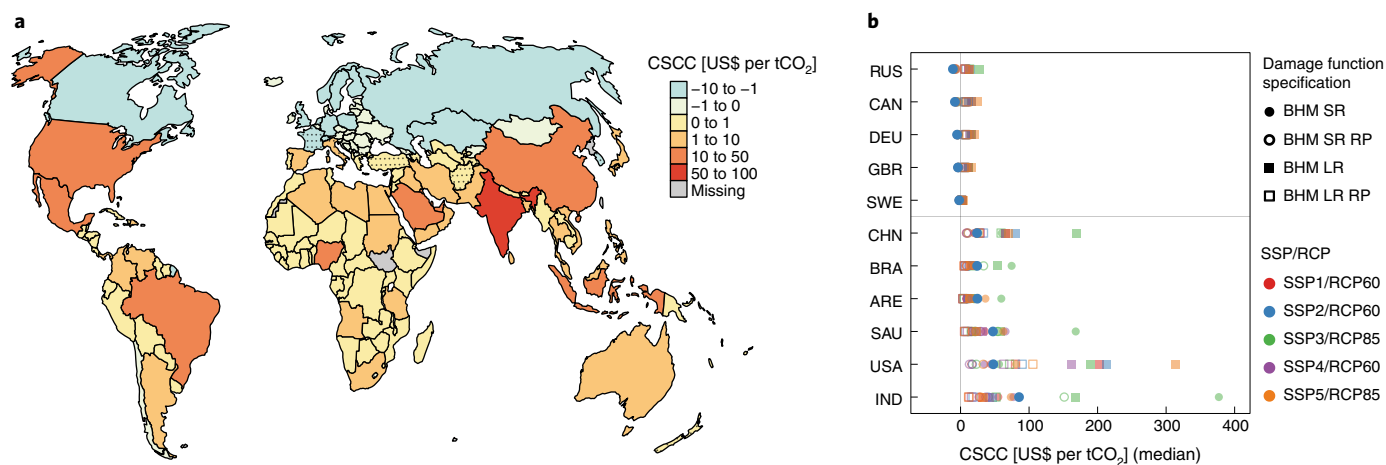 a
CSCC [US$ per tCO₂]
−10 to −1
−1 to 0
0 to 1
1 to 10
10 to 50
50 to 100
Missing
b
RUS
CAN
DEU
GBR
SWE
CHN
BRA
ARE
SAU
USA
IND
0
100
200
300
400
CSCC [US$ per tCO₂] (median)
Damage function
specification
BHM SR
BHM SR RP
BHM LR
BHM LR RP
SSP/RCP
SSP1/RCP60
SSP2/RCP60
SSP3/RCP85
SSP4/RCP60
SSP5/RCP85